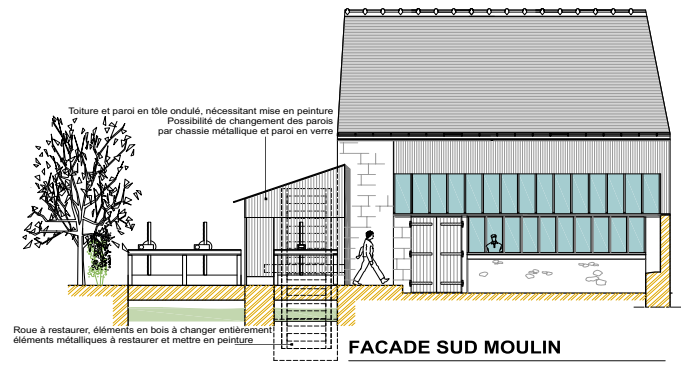 Toiture et paroi en tôle ondulé, nécessitant mise en peinture
Possibilité de changement des parois
par chassie métallique et paroi en verre
Roue à restaurer, éléments en bois à changer entièrement
éléments métalliques à restaurer et mettre en peinture
FACADE SUD MOULIN